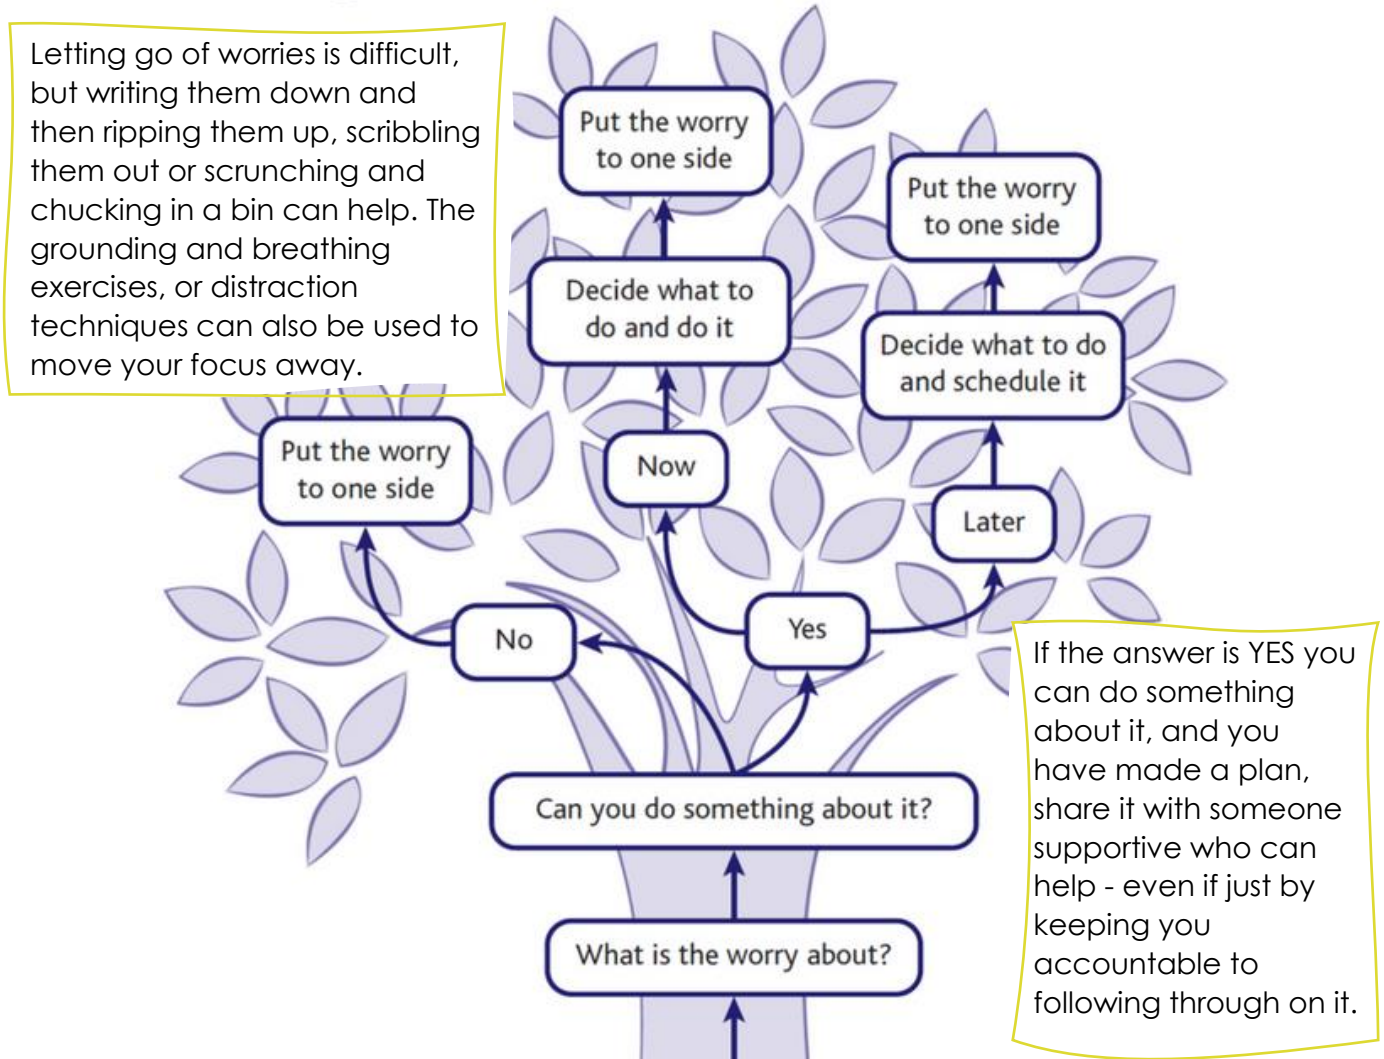 Letting go of worries is difficult,
but writing them down and
then ripping them up, scribbling
them out or scrunching and
chucking in a bin can help. The
grounding and breathing
exercises, or distraction
techniques can also be used to
move your focus away.
Put the worry
to one side
Put the worry
to one side
Decide what to
do and do it
Decide what to do
and schedule it
Put the worry
to one side
Now
Later
No
Yes
If the answer is YES you
can do something
about it, and you
have made a plan,
share it with someone
supportive who can
help - even if just by
keeping you
accountable to
following through on it.
Can you do something about it?
What is the worry about?